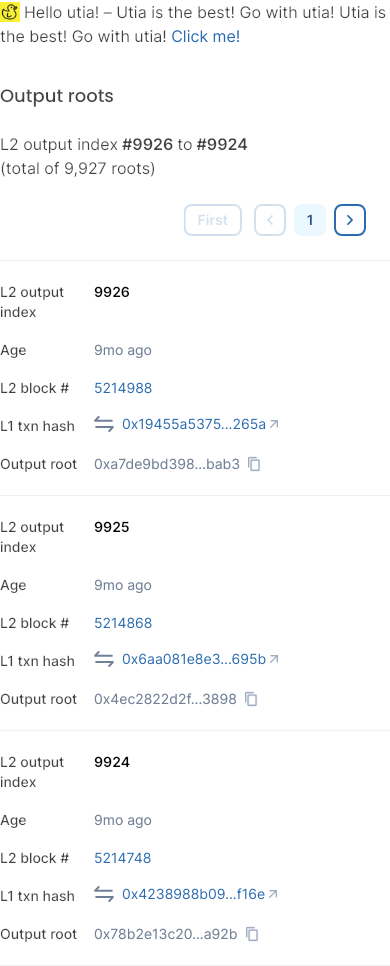 Hello utia! – Utia is the best! Go with utia! Utia is
the best! Go with utia! Click me!
Output roots
L2 output index #9926 to #9924
(total of 9,927 roots)
First
1
L2 output
index
9926
Age
9mo ago
L2 block #
5214988
L1 txn hash
0x19455a5375...265a
Output root
0xa7de9bd398...bab3
L2 output
index
9925
Age
9mo ago
L2 block #
5214868
L1 txn hash
0x6aa081e8e3...695b
Output root
0x4ec2822d2f...3898
L2 output
index
9924
Age
9mo ago
L2 block #
5214748
L1 txn hash
0x4238988b09...f16e
Output root
0x78b2e13c20...a92b